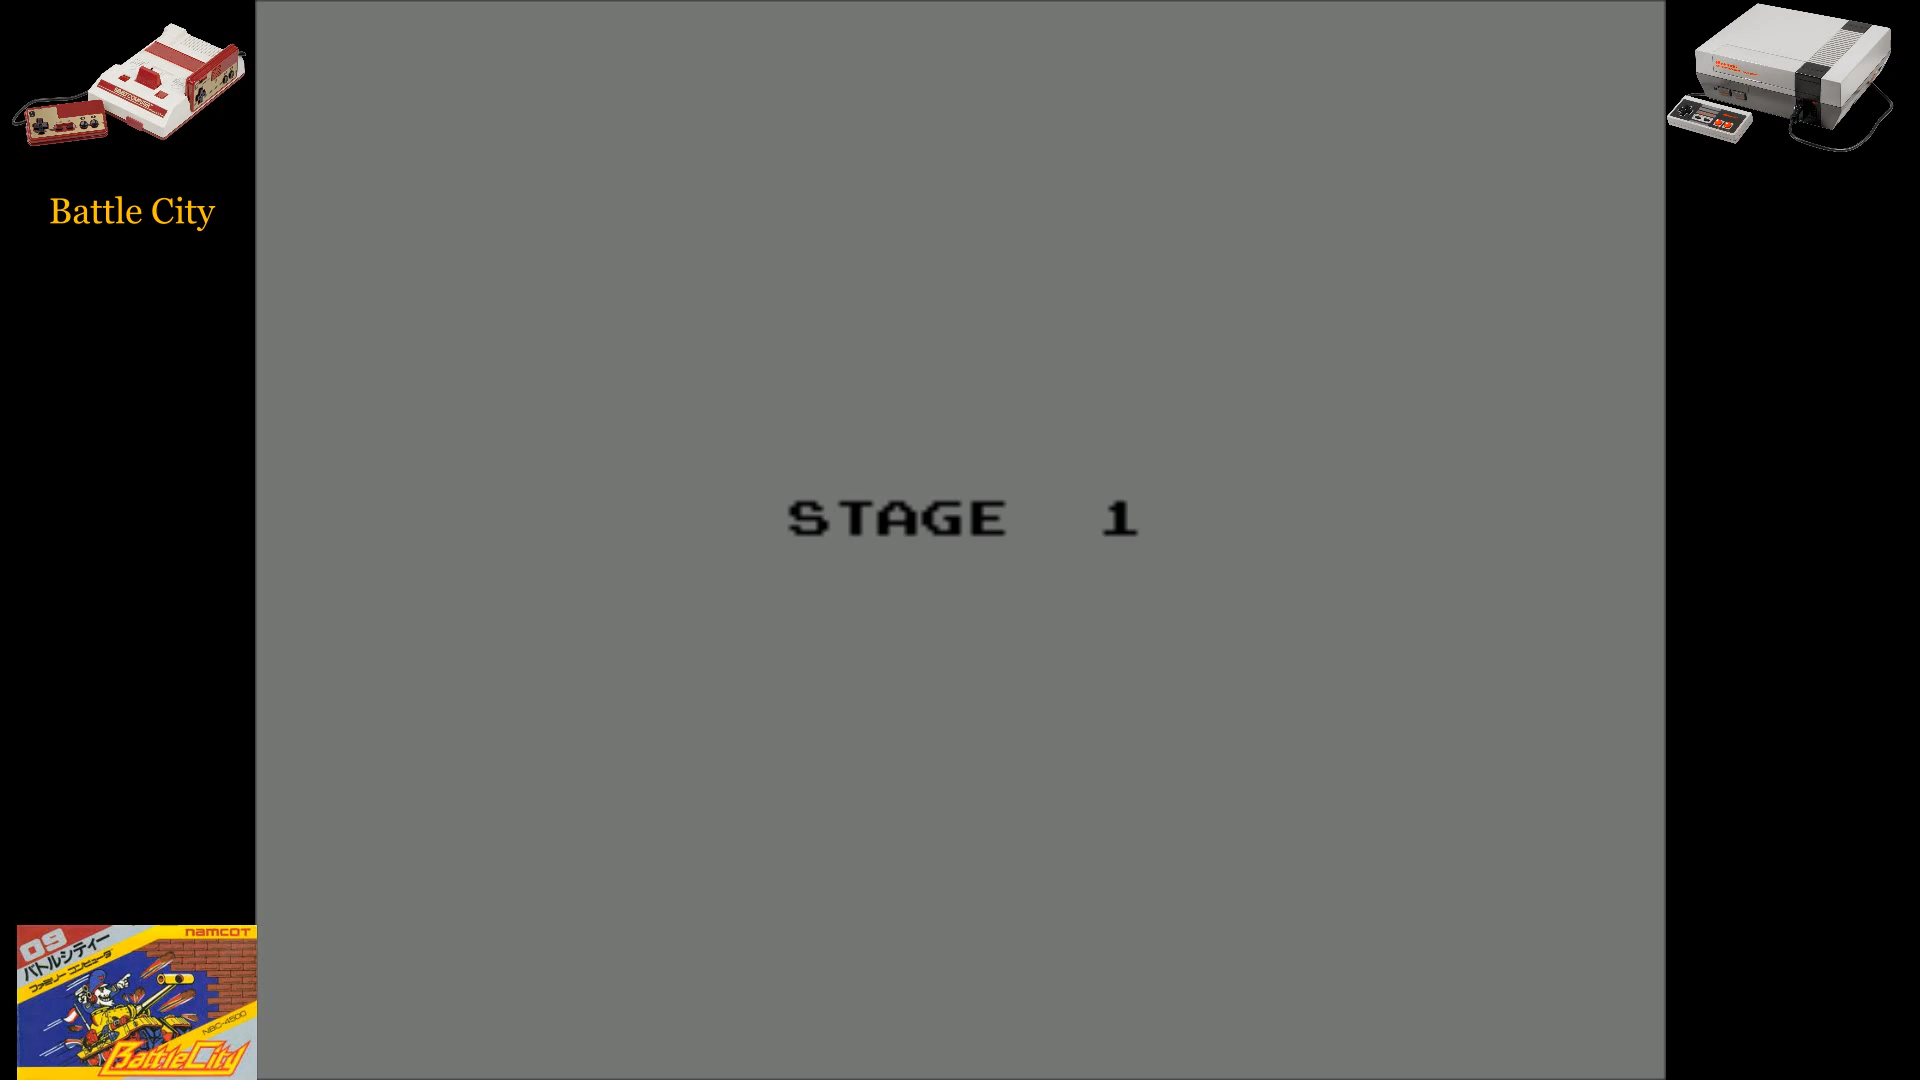 Battle City
STAGE 1
namcot
09
バトルシティー
ファミリーコンピュータ
NBC-4500
BattleCity